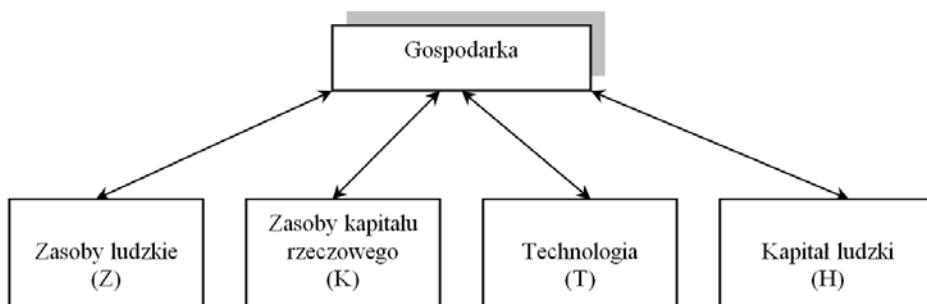 Gospodarka
Zasoby ludzkie
(Z)
Zasoby kapitału
rzeczowego
(K)
Technologia
(T)
Kapitał ludzki
(H)